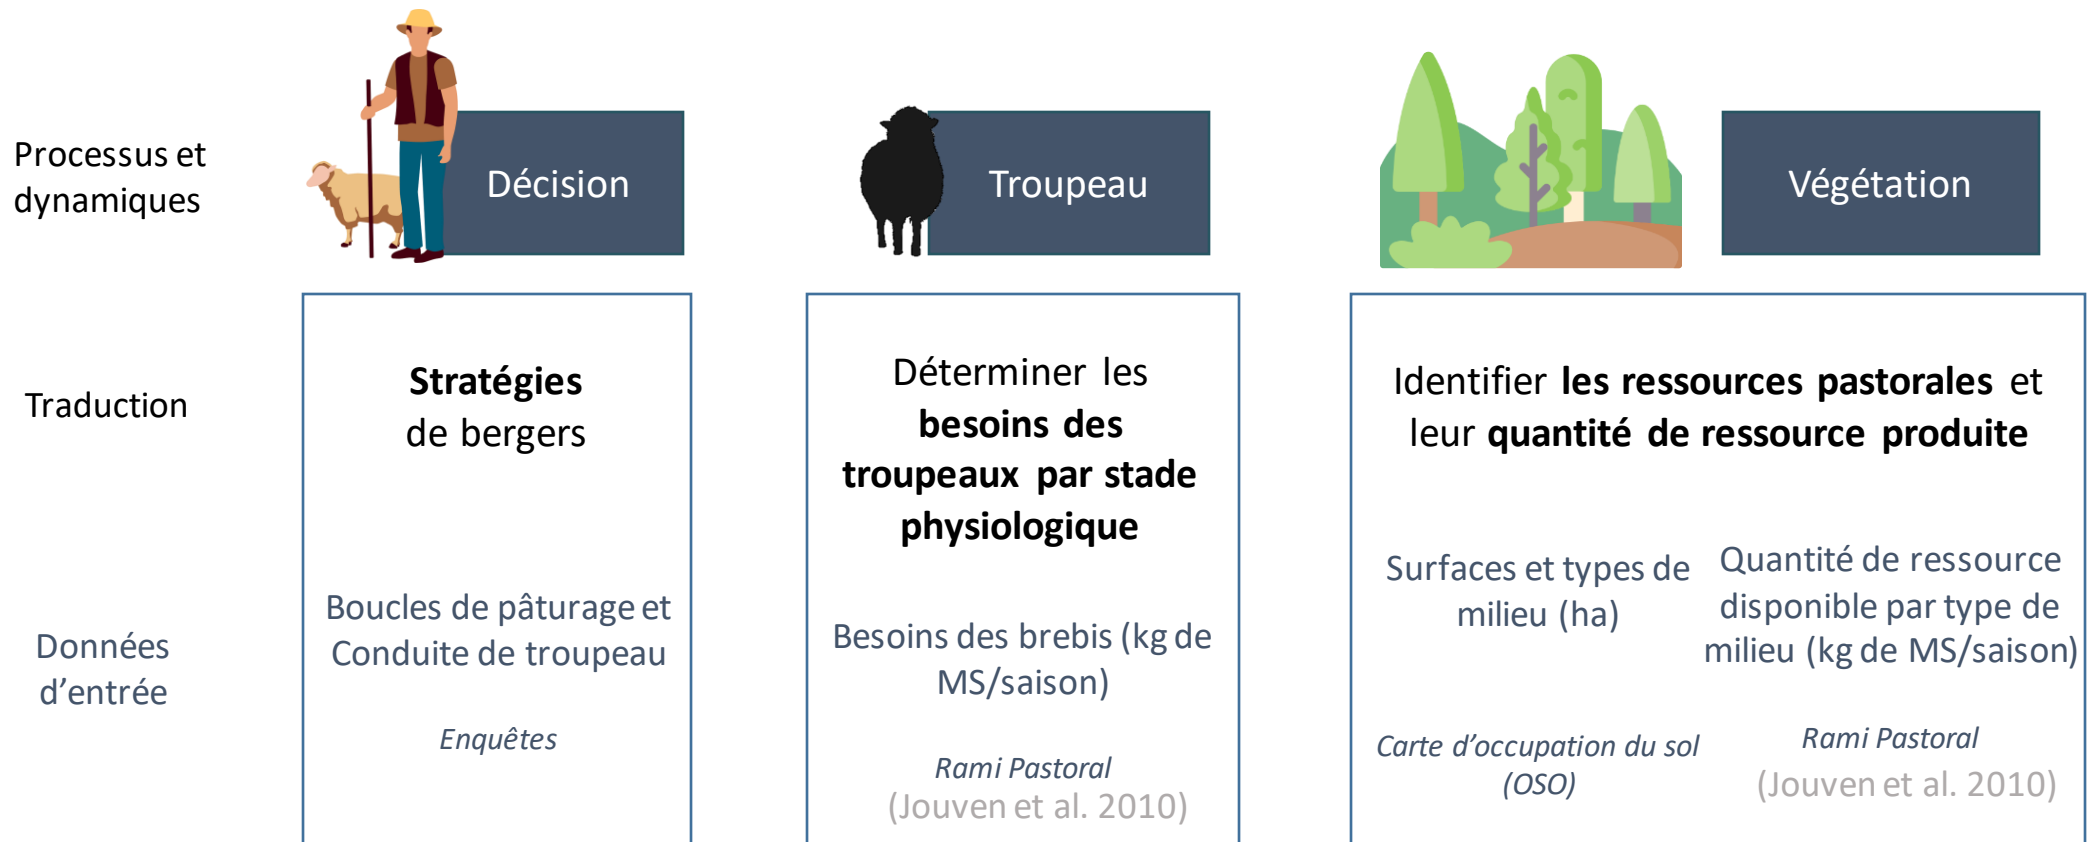 Processus et
dynamiques
Décision
Troupeau
Végétation
Traduction
Stratégies
de bergers
Déterminer les
besoins des
troupeaux par stade
physiologique
Identifier les ressources pastorales et
leur quantité de ressource produite
Données
d’entrée
Boucles de pâturage et
Conduite de troupeau
Enquêtes
Besoins des brebis (kg de
MS/saison)
Rami Pastoral
(Jouven et al. 2010)
Surfaces et types de
milieu (ha)
Carte d’occupation du sol
(OSO)
Quantité de ressource
disponible par type de
milieu (kg de MS/saison)
Rami Pastoral
(Jouven et al. 2010)